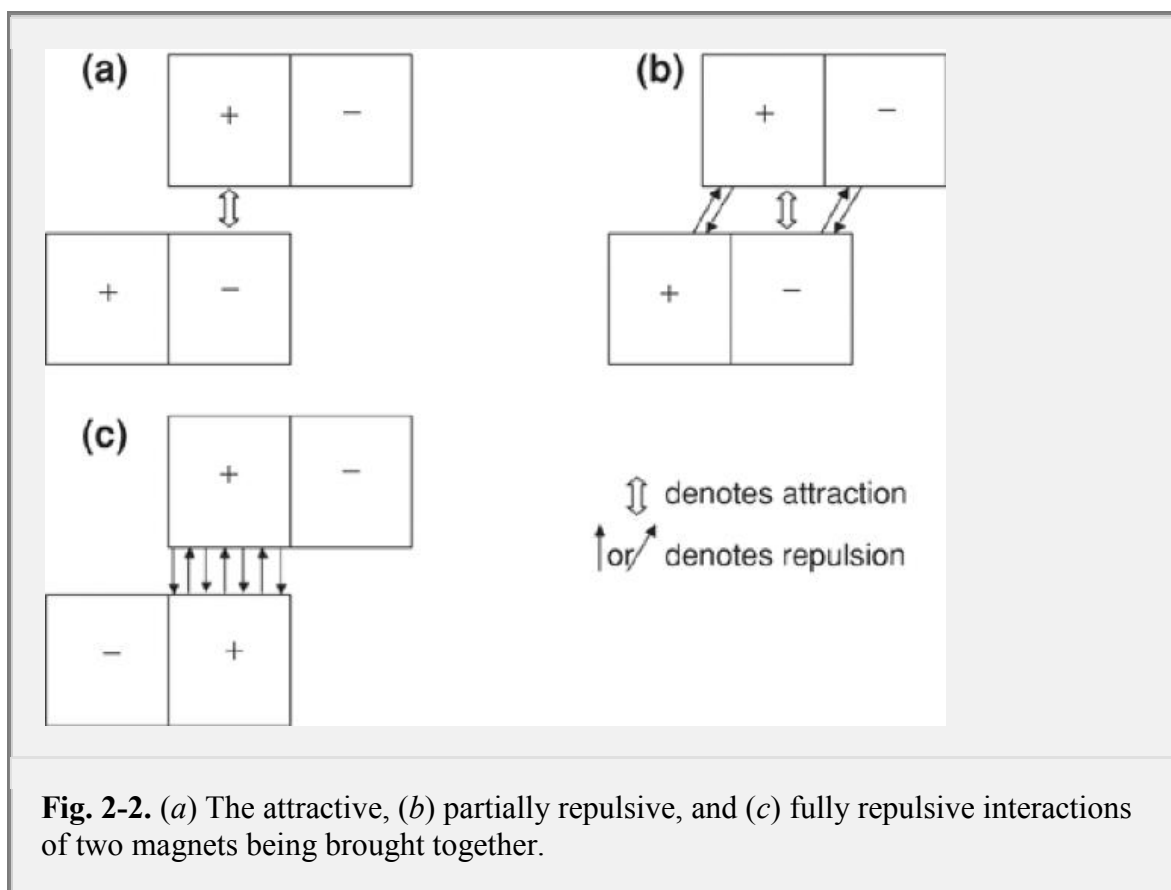 (a)
+ −
+ −
(b)
+ −
+ −
(c)
+ −
− +
denotes attraction
or denotes repulsion
Fig. 2-2. (a) The attractive, (b) partially repulsive, and (c) fully repulsive interactions
of two magnets being brought together.